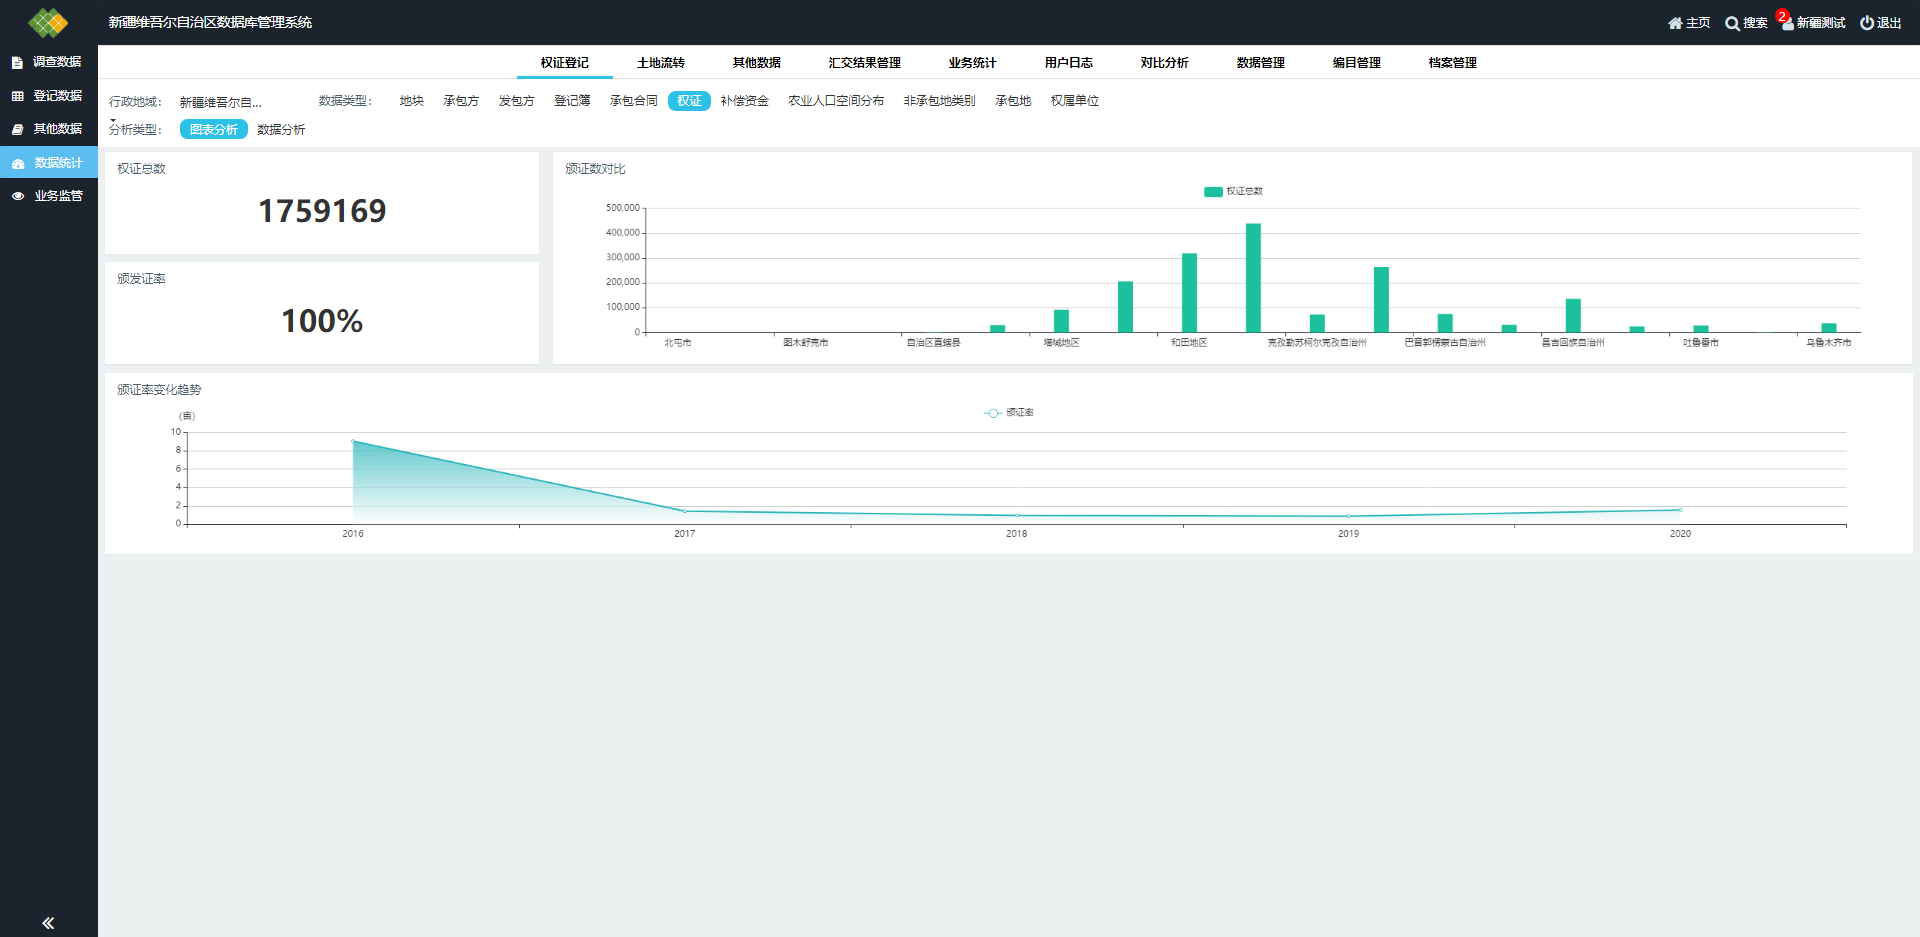 新疆维吾尔自治区数据库管理系统
主页
搜索
2
新疆测试
退出
调查数据
登记数据
其他数据
数据统计
业务监管
权证登记 土地流转 其他数据 汇交结果管理 业务统计 用户日志 对比分析 数据管理 编目管理 档案管理
行政地域： 新疆维吾尔自... 数据类型： 地块 承包方 发包方 登记簿 承包合同 权证 补偿资金 农业人口空间分布 非承包地类别 承包地 权属单位
分析类型： 图表分析 数据分析
权证总数
1759169
颁发证率
100%
颁证数对比
权证总数
500,000
400,000
300,000
200,000
100,000
0
北屯市 图木舒克市 自治区直辖县 塔城地区 和田地区 克孜勒苏柯尔克孜自治州 巴音郭楞蒙古自治州 昌吉回族自治州 吐鲁番市 乌鲁木齐市
颁证率变化趋势
（亩）
颁证率
10
8
6
4
2
0
2016 2017 2018 2019 2020